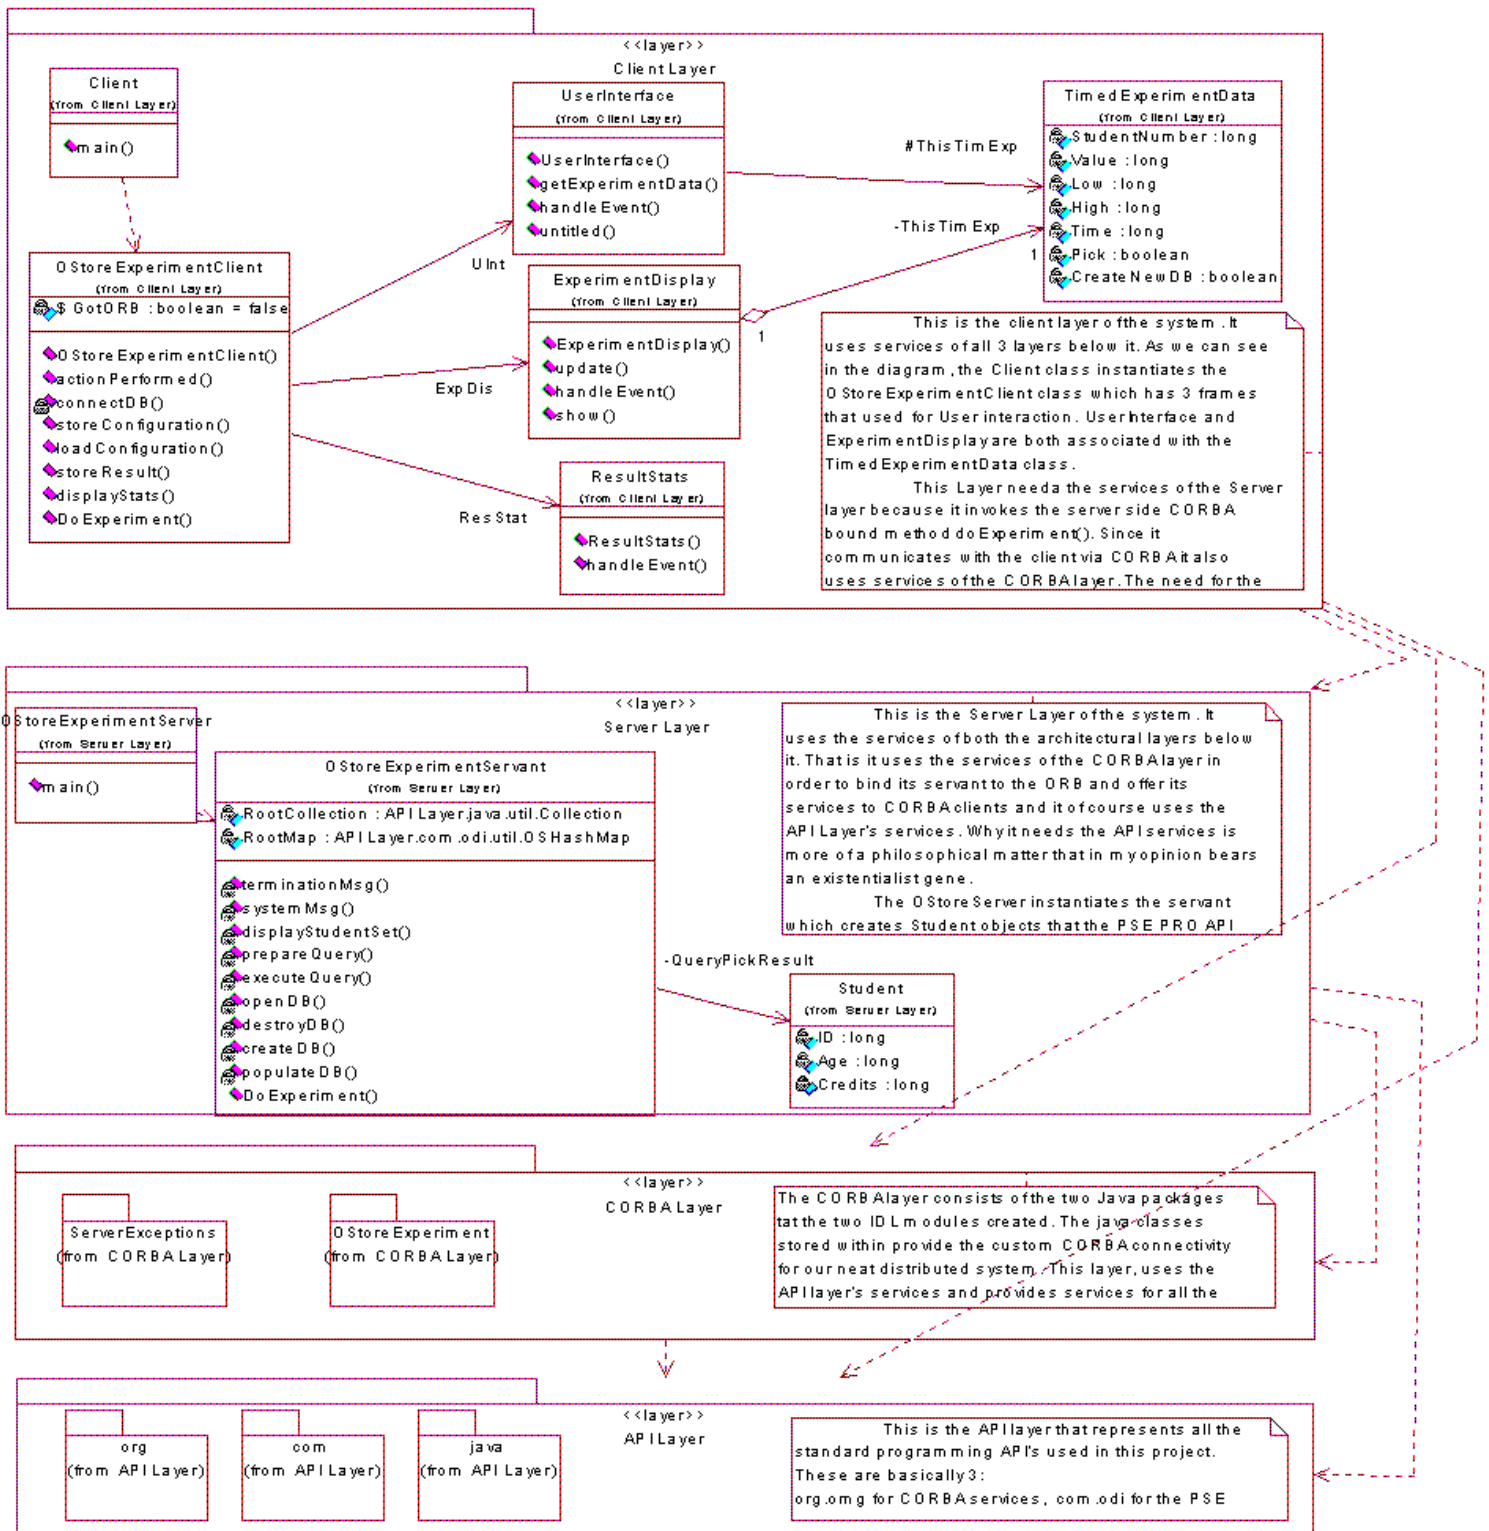 <<layer>>
Client Layer
Client
(from Client Layer)
main()
OStoreExperimentClient
(from Client Layer)
$ GotORB : boolean = false
OStoreExperimentClient()
actionPerformed()
connectDB()
storeConfiguration()
loadConfiguration()
storeResult()
displayStats()
DoExperiment()
UserInterface
(from Client Layer)
UserInterface()
getExperimentData()
handleEvent()
untitled()
UInt
ExperimentDisplay
(from Client Layer)
ExperimentDisplay()
update()
handleEvent()
show()
ExpDis
ResultStats
(from Client Layer)
ResultStats()
handleEvent()
ResStat
#ThisTimExp
-ThisTimExp
1
1
TimedExperimentData
(from Client Layer)
StudentNumber : long
Value : long
Low : long
High : long
Time : long
Pick : boolean
CreateNewDB : boolean
This is the client layer of the system. It
uses services of all 3 layers below it. As we can see
in the diagram, the Client class instantiates the
OStoreExperimentClient class which has 3 frames
that used for User interaction. UserInterface and
ExperimentDisplay are both associated with the
TimedExperimentData class.
This Layer needa the services of the Server
layer because it invokes the server side CORBA
bound method doExperiment(). Since it
communicates with the client via CORBA it also
uses services of the CORBA layer. The need for the
<<layer>>
Server Layer
OStoreExperimentServer
(from Server Layer)
main()
OStoreExperimentServant
(from Server Layer)
RootCollection : API Layer.java.util.Collection
RootMap : API Layer.com.odi.util.OSHashMap
terminationMsg()
systemMsg()
displayStudentSet()
prepareQuery()
executeQuery()
openDB()
destroyDB()
createDB()
populateDB()
DoExperiment()
-QueryPickResult
Student
(from Server Layer)
ID : long
Age : long
Credits : long
This is the Server Layer of the system. It
uses the services of both the architectural layers below
it. That is it uses the services of the CORBA layer in
order to bind its servant to the ORB and offer its
services to CORBA clients and it of course uses the
API Layer's services. Why it needs the API services is
more of a philosophical matter that in my opinion bears
an existentialist gene.
The OStoreServer instantiates the servant
which creates Student objects that the PSE PRO API
<<layer>>
CORBA Layer
ServerExceptions
(from CORBA Layer)
OStoreExperiment
(from CORBA Layer)
The CORBA layer consists of the two Java packages
tat the two IDL modules created. The java classes
stored within provide the custom CORBA connectivity
for our neat distributed system. This layer, uses the
API layer's services and provides services for all the
<<layer>>
API Layer
org
(from API Layer)
com
(from API Layer)
java
(from API Layer)
This is the API layer that represents all the
standard programming API's used in this project.
These are basically 3:
org.omg for CORBA services, com.odi for the PSE